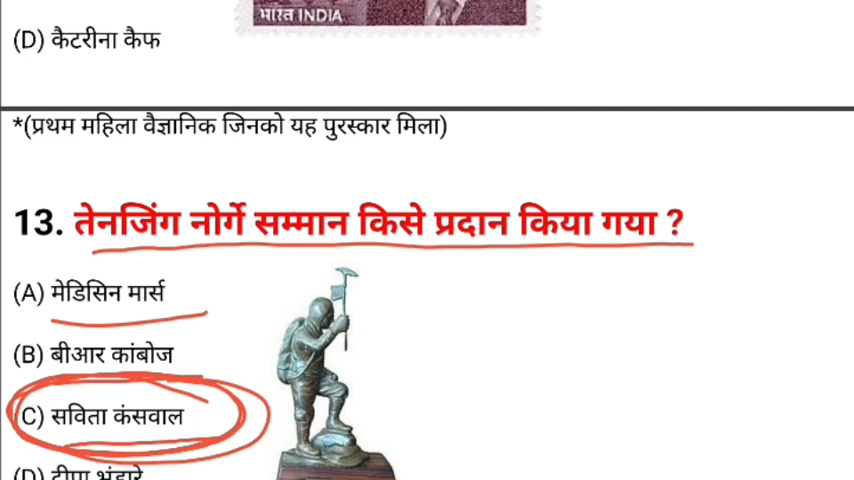 भारत INDIA
(D) कैटरीना कैफ
*(प्रथम महिला वैज्ञानिक जिनको यह पुरस्कार मिला)
13. तेनजिंग नोर्गे सम्मान किसे प्रदान किया गया ?
(A) मेडिसिन मार्स
(B) बीआर कांबोज
C) सविता कंसवाल
(D) टीपा भंडारे